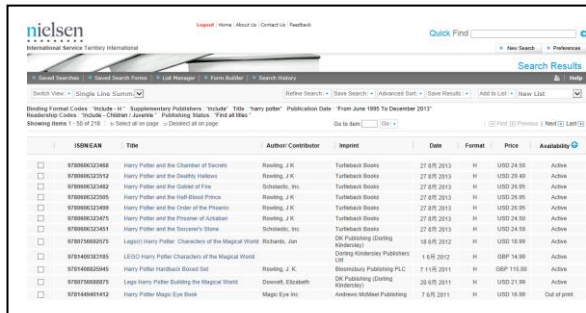 nielsen
Logout | Home | About Us | Contact Us | Feedback
Quick Find
International Service Territory International
New Search Preferences
Search Results
Saved Searches Saved Search Forms List Manager Form Builder Search History Help
Switch View: Single Line Summ. Refine Search: Save Search: Advanced Sort: Save Results: Add to List: New List
Binding Format Codes 'Include - H' Supplementary Publishers 'Include' Title 'harry potter' Publication Date 'From June 1995 To December 2013'
Readership Codes 'Include - Children / Juvenile' Publishing Status 'Find all titles'
Showing Items 1 - 50 of 218 Select all on page Deselect all on page Go to item Go First Previous Next Last
ISBN/EAN Title Author/ Contributor Imprint Date Format Price Availability
Harry Potter and the Chamber of Secrets Rowling, J K Turtleback Books 27 8月 2013 H USD 24.50 Active
9780606323512 Harry Potter and the Deathly Hallows Rowling, J K Turtleback Books 27 8月 2013 H USD 29.40 Active
9780606323482 Harry Potter and the Goblet of Fire Scholastic, Inc. Turtleback Books 27 8月 2013 H USD 26.95 Active
9780606323505 Harry Potter and the Half-Blood Prince Rowling, J K Turtleback Books 27 8月 2013 H USD 26.95 Active
9780606323499 Harry Potter and the Order of the Phoenix Rowling, J K Turtleback Books 27 8月 2013 H USD 26.95 Active
9780606323475 Harry Potter and the Prisoner of Azkaban Scholastic, Inc. Turtleback Books 27 8月 2013 H USD 24.50 Active
9780606323451 Harry Potter and the Sorcerer's Stone Scholastic, Inc. Turtleback Books 27 8月 2013 H USD 24.50 Active
9780756692575 Lego(r) Harry Potter: Characters of the Magical World Richards, Jon DK Publishing (Dorling Kindersley) 18 6月 2012 H USD 18.99 Active
9781409383185 LEGO Harry Potter Characters of the Magical World Dorling Kindersley Publishers Ltd 1 6月 2012 H GBP 14.99 Active
9781408825945 Harry Potter Hardback Boxed Set Rowling, J. K. Bloomsbury Publishing PLC 7 11月 2011 H GBP 115.00 Active
Lego Harry Potter Building the Magical World Dowsett, Elizabeth DK Publishing (Dorling Kindersley) 20 6月 2011 H USD 21.99 Active
9781449401412 Harry Potter Magic Eye Book Magic Eye Inc Andrews McMeel Publishing 7 6月 2011 H USD 18.99 Out of print